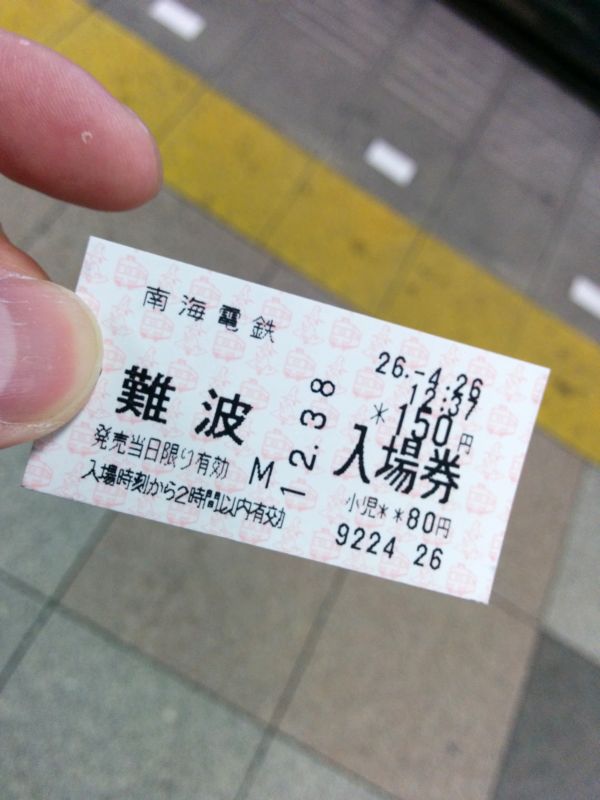 南海電鉄
26.-4.26
12:37
難波
12.38
*150円
入場券
発売当日限り有効
M
入場時刻から2時間以内有効
小児**80円
9224 26